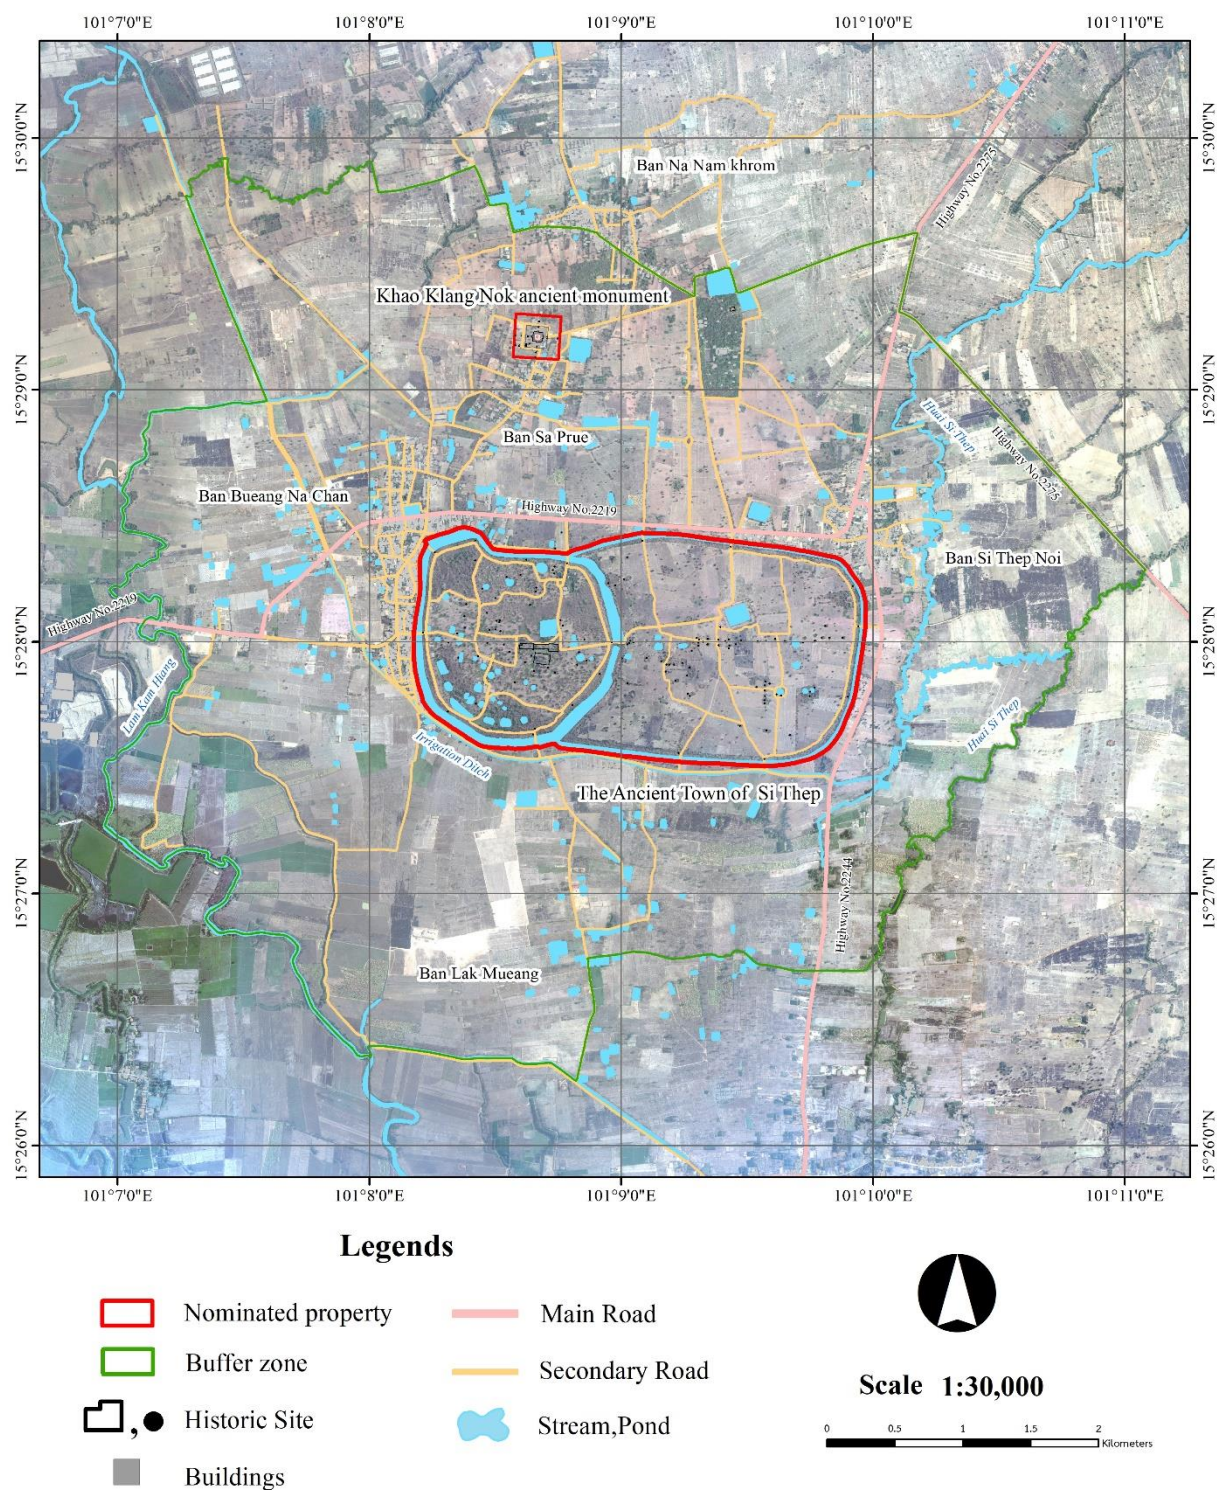 101°7'0"E
101°8'0"E
101°9'0"E
101°10'0"E
101°11'0"E
15°30'0"N
15°30'0"N
Ban Na Nam khrom
Highway No.2275
Khao Klang Nok ancient monument
15°29'0"N
15°29'0"N
Huai Si Thep
Highway No.2275
Ban Sa Prue
Ban Bueang Na Chan
Highway No.2219
Ban Si Thep Noi
Highway No.2219
15°28'0"N
15°28'0"N
Lam Kam Hiang
Huai Si Thep
Irrigation Ditch
The Ancient Town of Si Thep
15°27'0"N
15°27'0"N
Highway No.2244
Ban Lak Mueang
15°26'0"N
15°26'0"N
101°7'0"E
101°8'0"E
101°9'0"E
101°10'0"E
101°11'0"E
Legends
Nominated property
Buffer zone
, Historic Site
Buildings
Main Road
Secondary Road
Stream,Pond
Scale 1:30,000
0 0.5 1 1.5 2
Kilometers